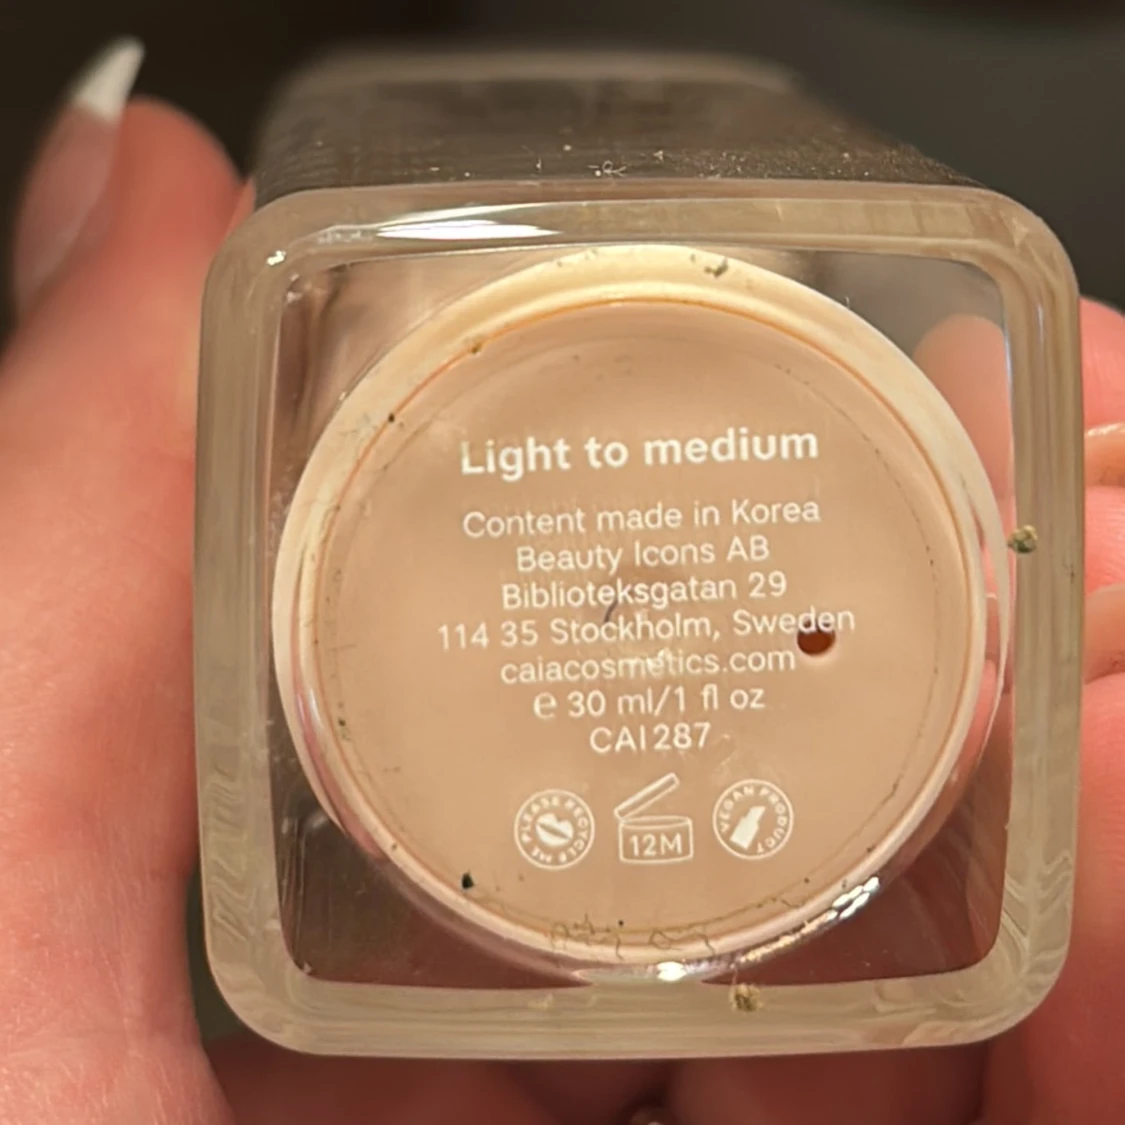 Light to medium
Content made in Korea
Beauty Icons AB
Biblioteksgatan 29
114 35 Stockholm, Sweden
caiacosmetics.com
℮ 30 ml/1 fl oz
CAI287
PLEASE RECYCLE ME
12M
VEGAN PRODUCT